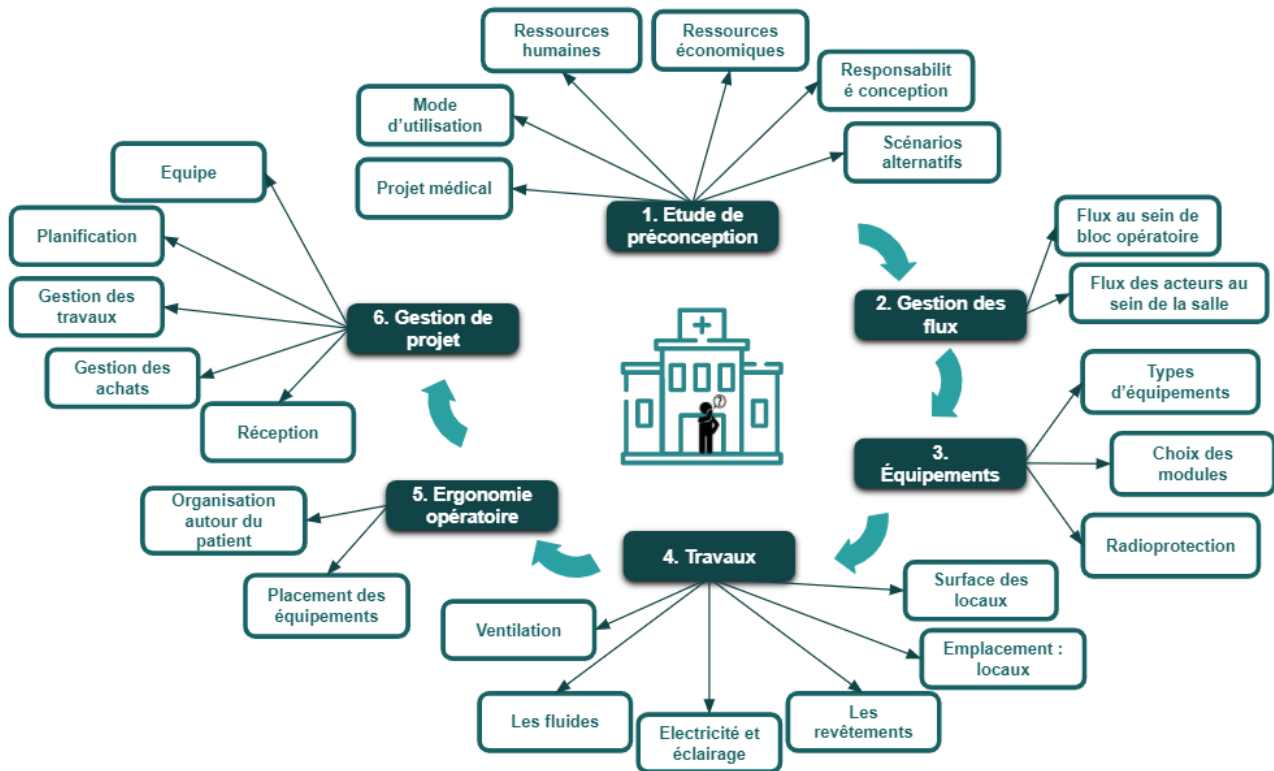 Ressources
humaines
Ressources
économiques
Responsabilit
é conception
Mode
d’utilisation
Scénarios
alternatifs
Projet médical
1. Etude de
préconception
Equipe
Planification
Gestion des
travaux
Gestion des
achats
Réception
6. Gestion de
projet
Flux au sein de
bloc opératoire
Flux des acteurs au
sein de la salle
2. Gestion des
flux
?
Types
d’équipements
Choix des
modules
Radioprotection
3.
Équipements
5. Ergonomie
opératoire
Organisation
autour du
patient
Placement des
équipements
4. Travaux
Surface des
locaux
Emplacement :
locaux
Ventilation
Les fluides
Electricité et
éclairage
Les
revêtements